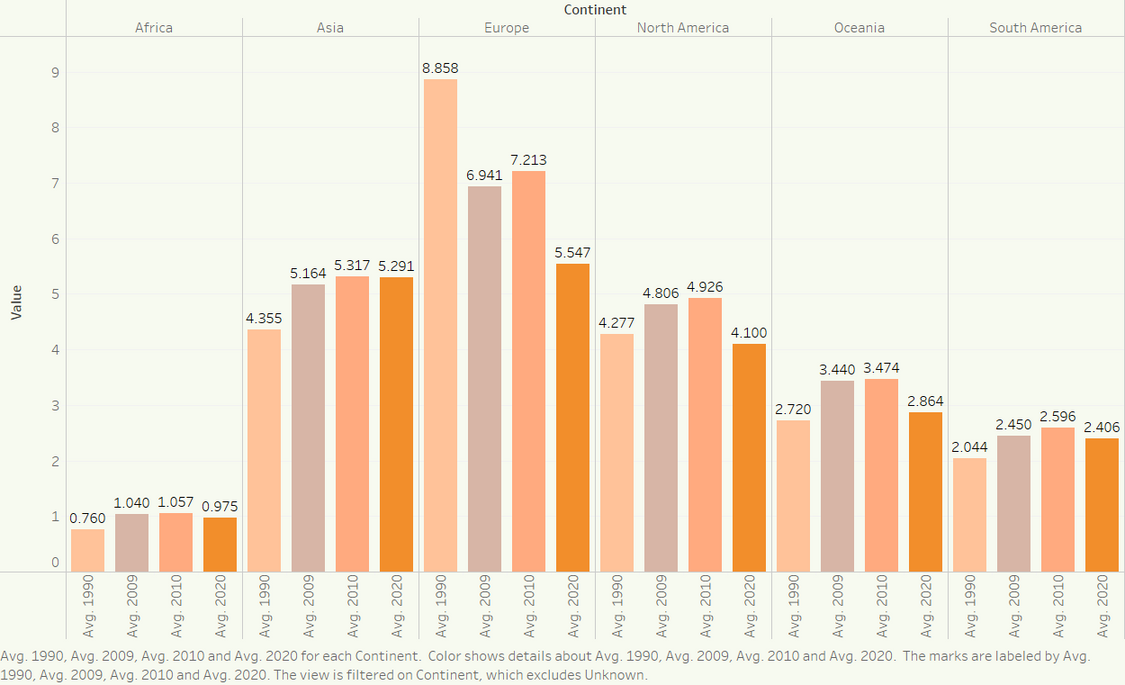 Continent
Africa Asia Europe North America Oceania South America
Value
9
8
7
6
5
4
3
2
1
0
0.760 1.040 1.057 0.975
4.355 5.164 5.317 5.291
8.858 6.941 7.213 5.547
4.277 4.806 4.926 4.100
2.720 3.440 3.474 2.864
2.044 2.450 2.596 2.406
Avg. 1990 Avg. 2009 Avg. 2010 Avg. 2020 Avg. 1990 Avg. 2009 Avg. 2010 Avg. 2020 Avg. 1990 Avg. 2009 Avg. 2010 Avg. 2020 Avg. 1990 Avg. 2009 Avg. 2010 Avg. 2020 Avg. 1990 Avg. 2009 Avg. 2010 Avg. 2020 Avg. 1990 Avg. 2009 Avg. 2010 Avg. 2020
Avg. 1990, Avg. 2009, Avg. 2010 and Avg. 2020 for each Continent. Color shows details about Avg. 1990, Avg. 2009, Avg. 2010 and Avg. 2020. The marks are labeled by Avg.
1990, Avg. 2009, Avg. 2010 and Avg. 2020. The view is filtered on Continent, which excludes Unknown.